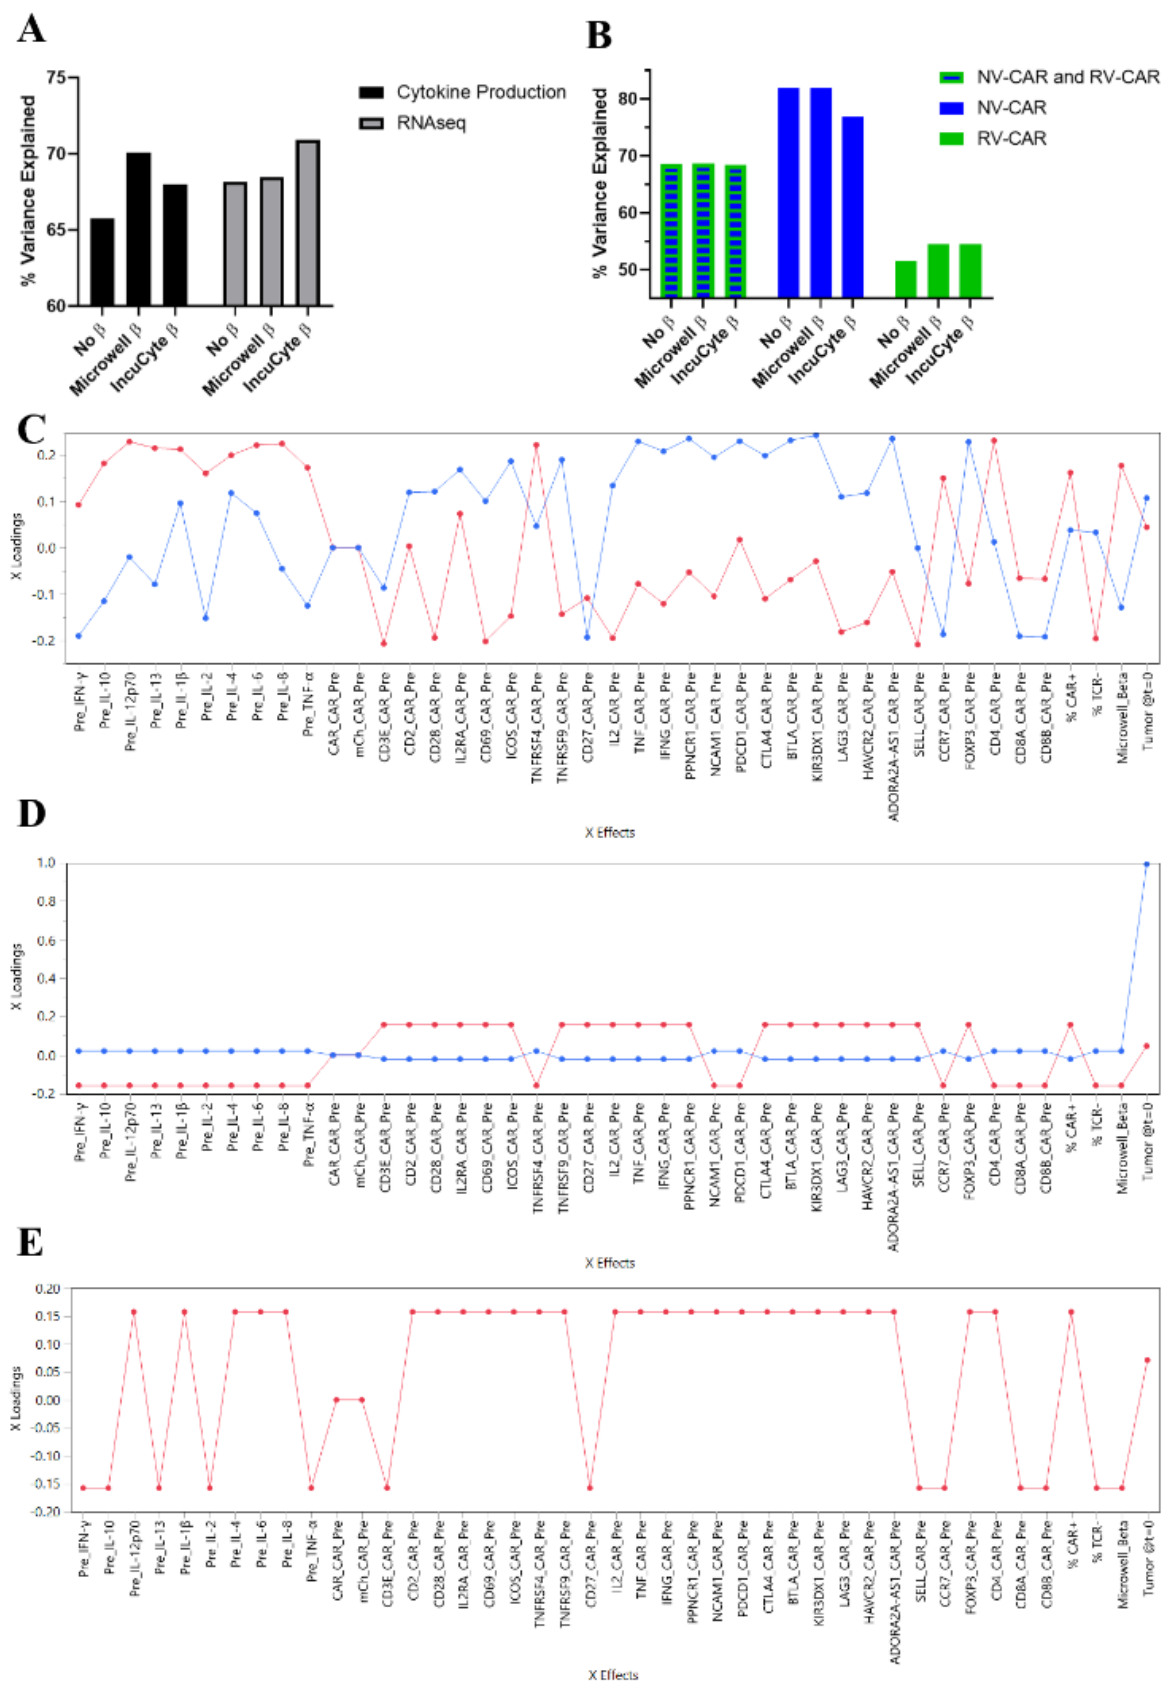 A
75
70
65
60
% Variance Explained
No β
Microwell β
IncuCyte β
No β
Microwell β
IncuCyte β
Cytokine Production
RNAseq
B
80
70
60
50
% Variance Explained
No β
Microwell β
IncuCyte β
No β
Microwell β
IncuCyte β
No β
Microwell β
IncuCyte β
NV-CAR and RV-CAR
NV-CAR
RV-CAR
C
0.2
0.1
0.0
-0.1
-0.2
X Loadings
Pre_IFN-γ
Pre_IL-10
Pre_IL-12p70
Pre_IL-13
Pre_IL-1β
Pre_IL-2
Pre_IL-4
Pre_IL-6
Pre_IL-8
Pre_TNF-α
CAR_CAR_Pre
mCh_CAR_Pre
CD3E_CAR_Pre
CD2_CAR_Pre
CD28_CAR_Pre
IL2RA_CAR_Pre
CD69_CAR_Pre
ICOS_CAR_Pre
TNFRSF4_CAR_Pre
TNFRSF9_CAR_Pre
CD27_CAR_Pre
IL2_CAR_Pre
TNF_CAR_Pre
IFNG_CAR_Pre
PPNCR1_CAR_Pre
NCAM1_CAR_Pre
PDCD1_CAR_Pre
CTLA4_CAR_Pre
BTLA_CAR_Pre
KIR3DX1_CAR_Pre
LAG3_CAR_Pre
HAVCR2_CAR_Pre
ADORA2A-AS1_CAR_Pre
SELL_CAR_Pre
CCR7_CAR_Pre
FOXP3_CAR_Pre
CD4_CAR_Pre
CD8A_CAR_Pre
CD8B_CAR_Pre
% CAR+
% TCR-
Microwell_Beta
Tumor @t=0
X Effects
D
1.0
0.8
0.6
0.4
0.2
0.0
-0.2
X Loadings
Pre_IFN-γ
Pre_IL-10
Pre_IL-12p70
Pre_IL-13
Pre_IL-1β
Pre_IL-2
Pre_IL-4
Pre_IL-6
Pre_IL-8
Pre_TNF-α
CAR_CAR_Pre
mCh_CAR_Pre
CD3E_CAR_Pre
CD2_CAR_Pre
CD28_CAR_Pre
IL2RA_CAR_Pre
CD69_CAR_Pre
ICOS_CAR_Pre
TNFRSF4_CAR_Pre
TNFRSF9_CAR_Pre
CD27_CAR_Pre
IL2_CAR_Pre
TNF_CAR_Pre
IFNG_CAR_Pre
PPNCR1_CAR_Pre
NCAM1_CAR_Pre
PDCD1_CAR_Pre
CTLA4_CAR_Pre
BTLA_CAR_Pre
KIR3DX1_CAR_Pre
LAG3_CAR_Pre
HAVCR2_CAR_Pre
ADORA2A-AS1_CAR_Pre
SELL_CAR_Pre
CCR7_CAR_Pre
FOXP3_CAR_Pre
CD4_CAR_Pre
CD8A_CAR_Pre
CD8B_CAR_Pre
% CAR+
% TCR-
Microwell_Beta
Tumor @t=0
X Effects
E
0.20
0.15
0.10
0.05
0.00
-0.05
-0.10
-0.15
-0.20
X Loadings
Pre_IFN-γ
Pre_IL-10
Pre_IL-12p70
Pre_IL-13
Pre_IL-1β
Pre_IL-2
Pre_IL-4
Pre_IL-6
Pre_IL-8
Pre_TNF-α
CAR_CAR_Pre
mCh_CAR_Pre
CD3E_CAR_Pre
CD2_CAR_Pre
CD28_CAR_Pre
IL2RA_CAR_Pre
CD69_CAR_Pre
ICOS_CAR_Pre
TNFRSF4_CAR_Pre
TNFRSF9_CAR_Pre
CD27_CAR_Pre
IL2_CAR_Pre
TNF_CAR_Pre
IFNG_CAR_Pre
PPNCR1_CAR_Pre
NCAM1_CAR_Pre
PDCD1_CAR_Pre
CTLA4_CAR_Pre
BTLA_CAR_Pre
KIR3DX1_CAR_Pre
LAG3_CAR_Pre
HAVCR2_CAR_Pre
ADORA2A-AS1_CAR_Pre
SELL_CAR_Pre
CCR7_CAR_Pre
FOXP3_CAR_Pre
CD4_CAR_Pre
CD8A_CAR_Pre
CD8B_CAR_Pre
% CAR+
% TCR-
Microwell_Beta
Tumor @t=0
X Effects